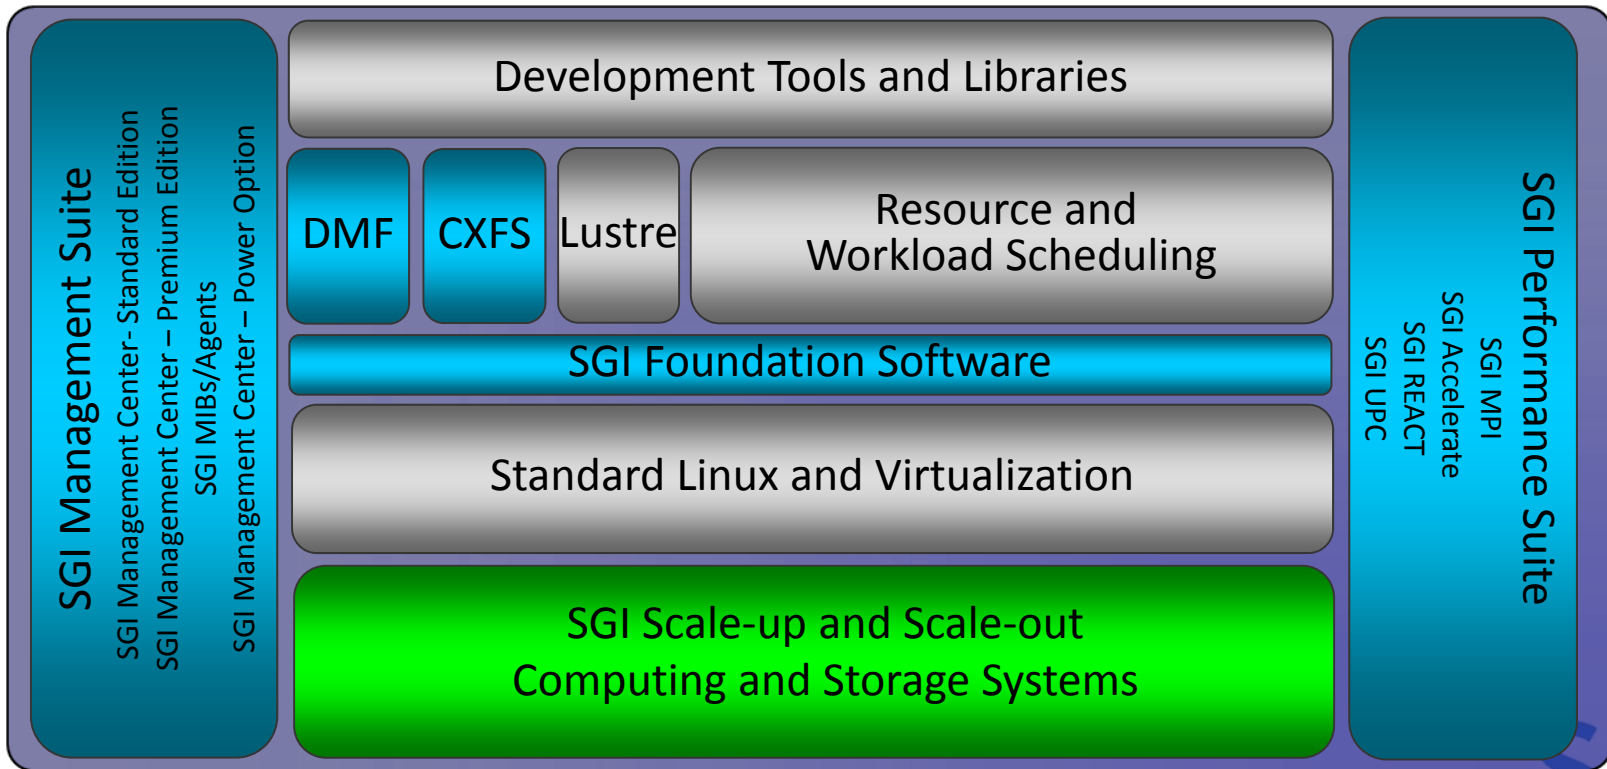 SGI Management Suite
SGI Management Center- Standard Edition
SGI Management Center – Premium Edition
SGI MIBs/Agents
SGI Management Center – Power Option
Development Tools and Libraries
DMF
CXFS
Lustre
Resource and
Workload Scheduling
SGI Foundation Software
Standard Linux and Virtualization
SGI Scale-up and Scale-out
Computing and Storage Systems
SGI Performance Suite
SGI MPI
SGI Accelerate
SGI REACT
SGI UPC